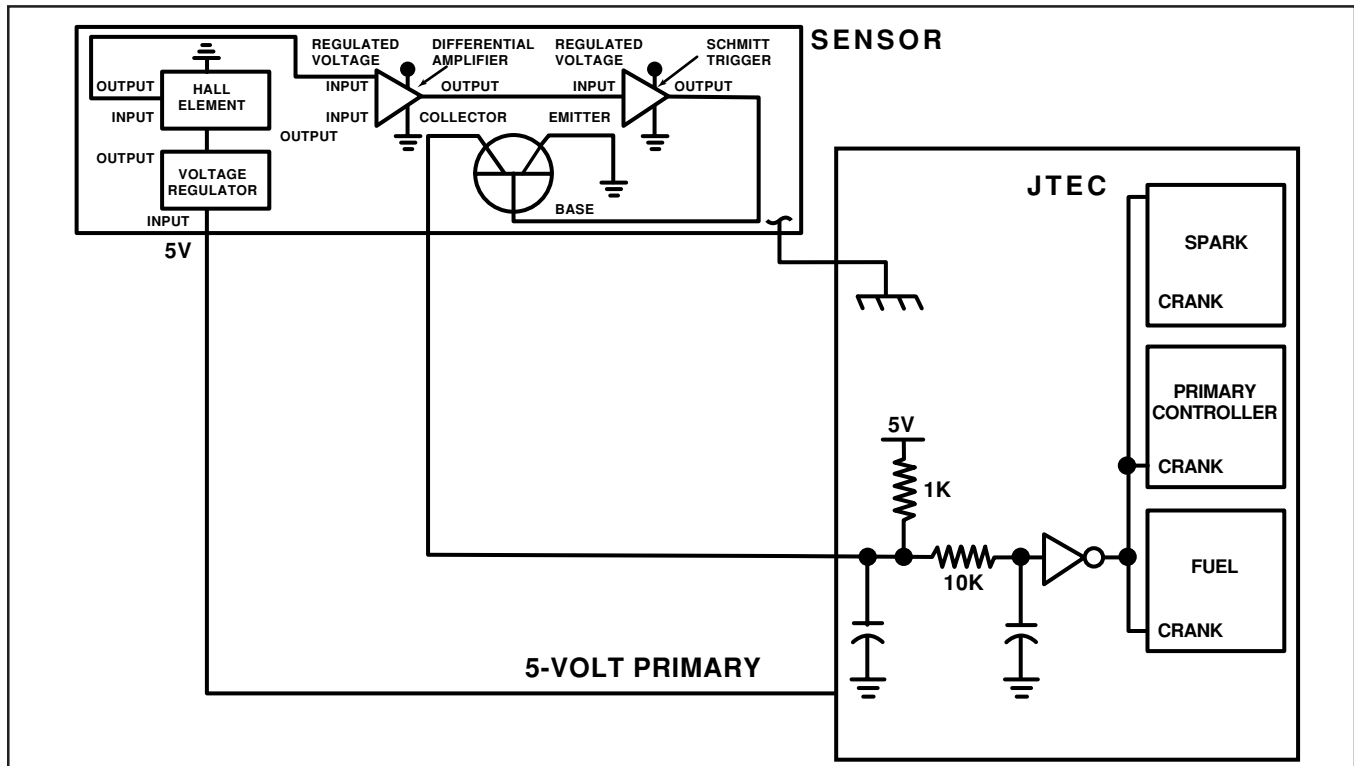 SENSOR
REGULATED
VOLTAGE
DIFFERENTIAL
AMPLIFIER
REGULATED
VOLTAGE
SCHMITT
TRIGGER
OUTPUT
HALL
ELEMENT
INPUT
INPUT
OUTPUT
INPUT
OUTPUT
INPUT
COLLECTOR
EMITTER
OUTPUT
OUTPUT
VOLTAGE
REGULATOR
INPUT
BASE
5V
JTEC
SPARK
CRANK
PRIMARY
CONTROLLER
CRANK
5V
1K
10K
FUEL
CRANK
5-VOLT PRIMARY